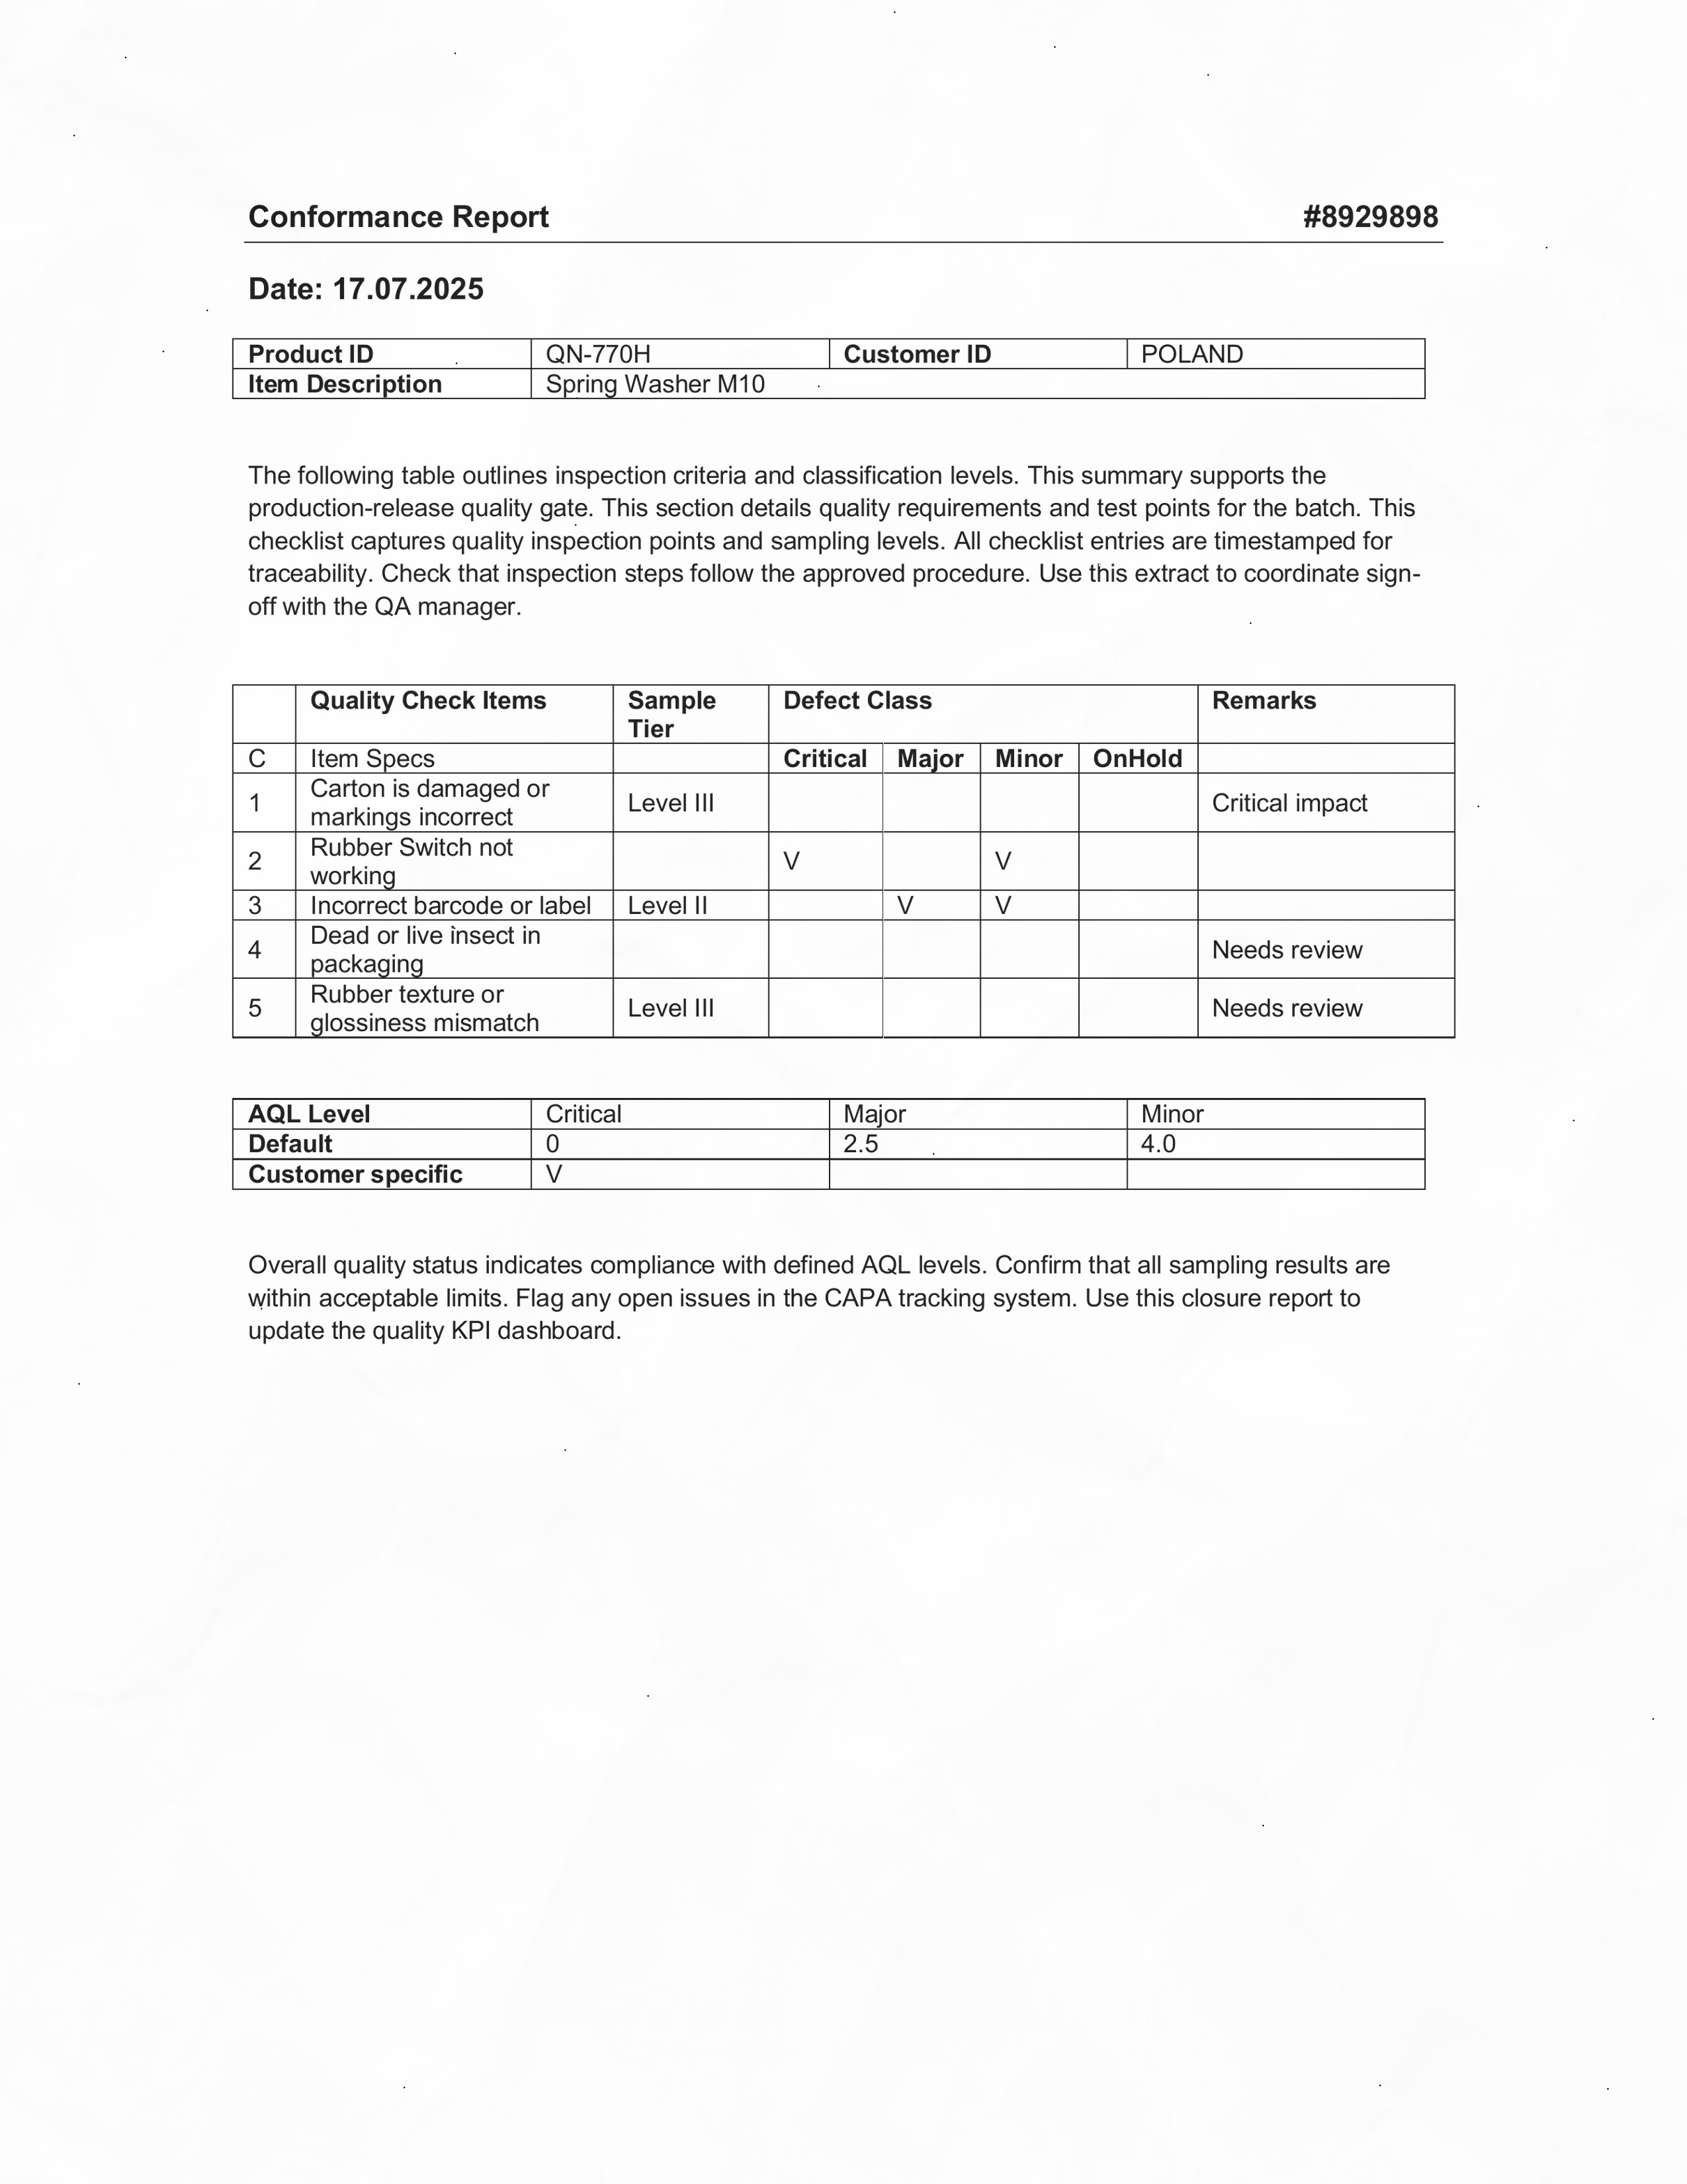 Conformance Report #8929898
Date: 17.07.2025
Product ID QN-770H Customer ID POLAND
Item Description Spring Washer M10
The following table outlines inspection criteria and classification levels. This summary supports the
production-release quality gate. This section details quality requirements and test points for the batch. This
checklist captures quality inspection points and sampling levels. All checklist entries are timestamped for
traceability. Check that inspection steps follow the approved procedure. Use this extract to coordinate sign-
off with the QA manager.
Quality Check Items Sample Defect Class Remarks
Tier
C Item Specs Critical Major Minor OnHold
Carton is damaged or
1 Level III Critical impact
markings incorrect
Rubber Switch not
2 V V
working
3 Incorrect barcode or label Level II V V
Dead or live insect in
4 Needs review
packaging
Rubber texture or
5 Level III Needs review
glossiness mismatch
AQL Level Critical Major Minor
Default 0 2.5 4.0
Customer specific V
Overall quality status indicates compliance with defined AQL levels. Confirm that all sampling results are
within acceptable limits. Flag any open issues in the CAPA tracking system. Use this closure report to
update the quality KPI dashboard.